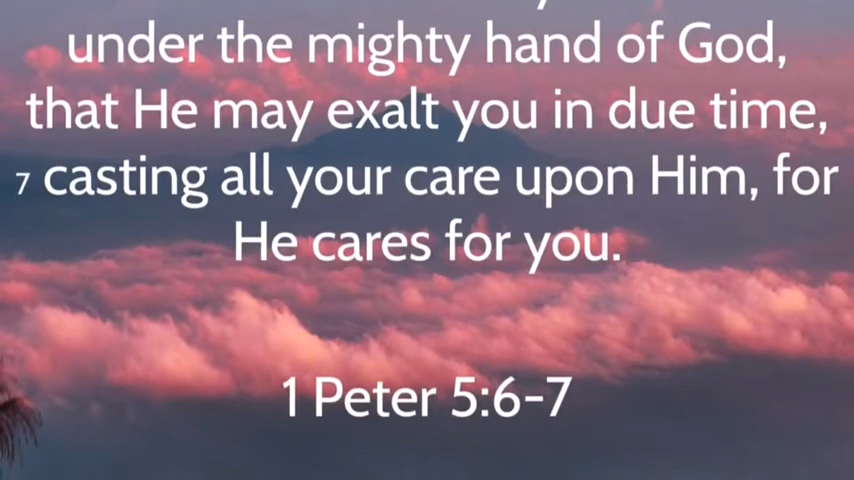 under the mighty hand of God,
that He may exalt you in due time,
7 casting all your care upon Him, for
He cares for you.
1 Peter 5:6-7